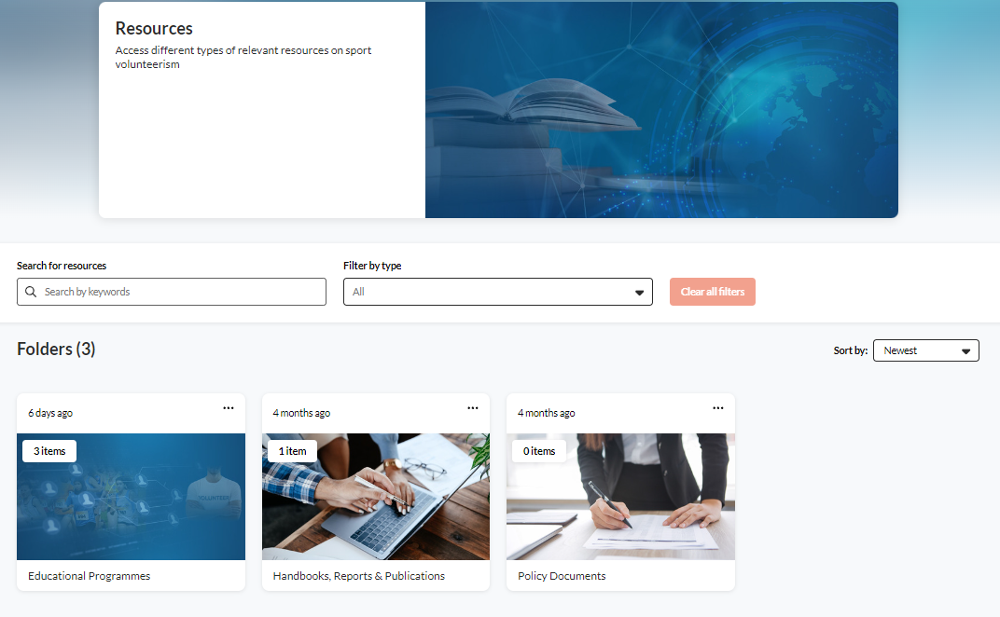 Resources
Access different types of relevant resources on sport
volunteerism
Search for resources
Search by keywords
Filter by type
All
Clear all filters
Folders (3)
Sort by:
Newest
6 days ago
3 items
VOLUNTEER
Educational Programmes
4 months ago
1 item
Handbooks, Reports & Publications
4 months ago
0 items
Policy Documents